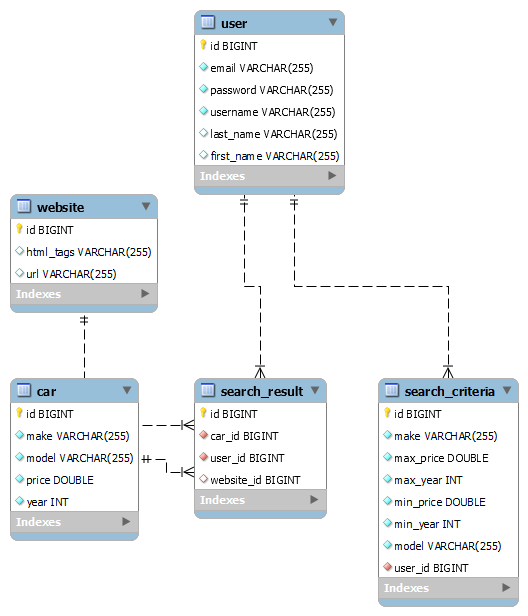 user
id BIGINT
email VARCHAR(255)
password VARCHAR(255)
username VARCHAR(255)
last_name VARCHAR(255)
first_name VARCHAR(255)
Indexes
website
id BIGINT
html_tags VARCHAR(255)
url VARCHAR(255)
Indexes
car
id BIGINT
make VARCHAR(255)
model VARCHAR(255)
price DOUBLE
year INT
Indexes
search_result
id BIGINT
car_id BIGINT
user_id BIGINT
website_id BIGINT
Indexes
search_criteria
id BIGINT
make VARCHAR(255)
max_price DOUBLE
max_year INT
min_price DOUBLE
min_year INT
model VARCHAR(255)
user_id BIGINT
Indexes